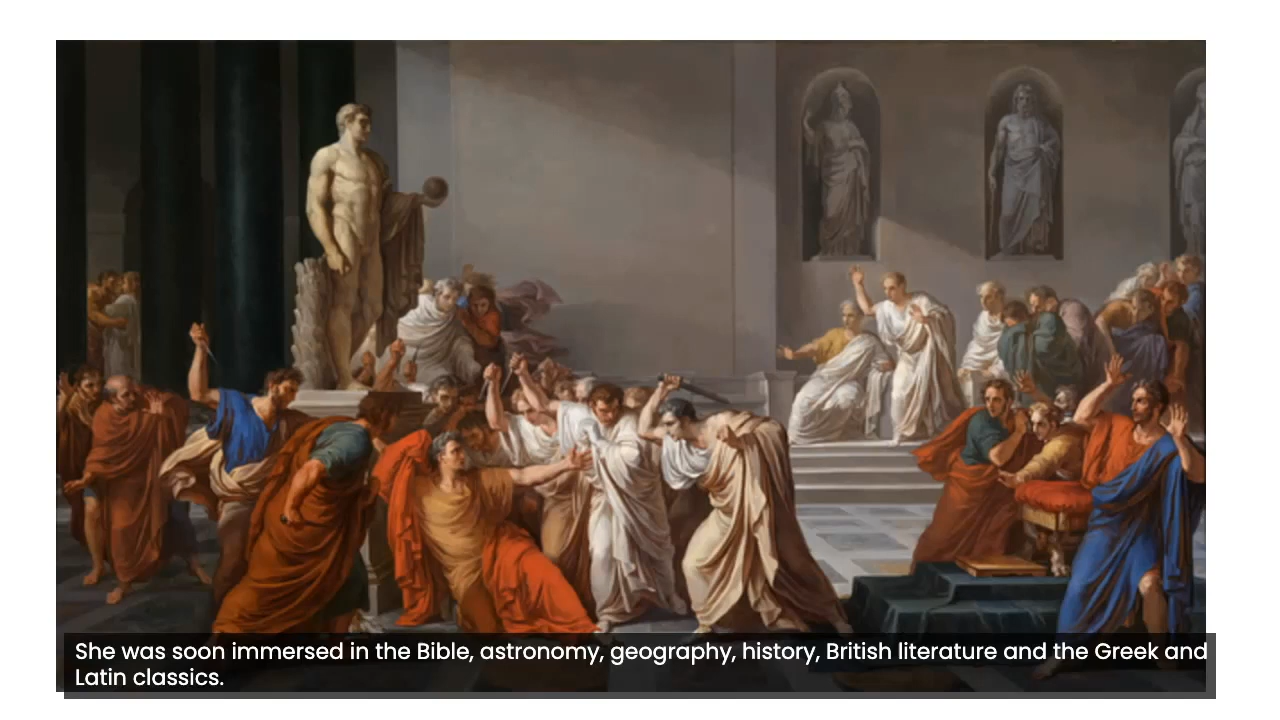 She was soon immersed in the Bible, astronomy, geography, history, British literature and the Greek and
Latin classics.